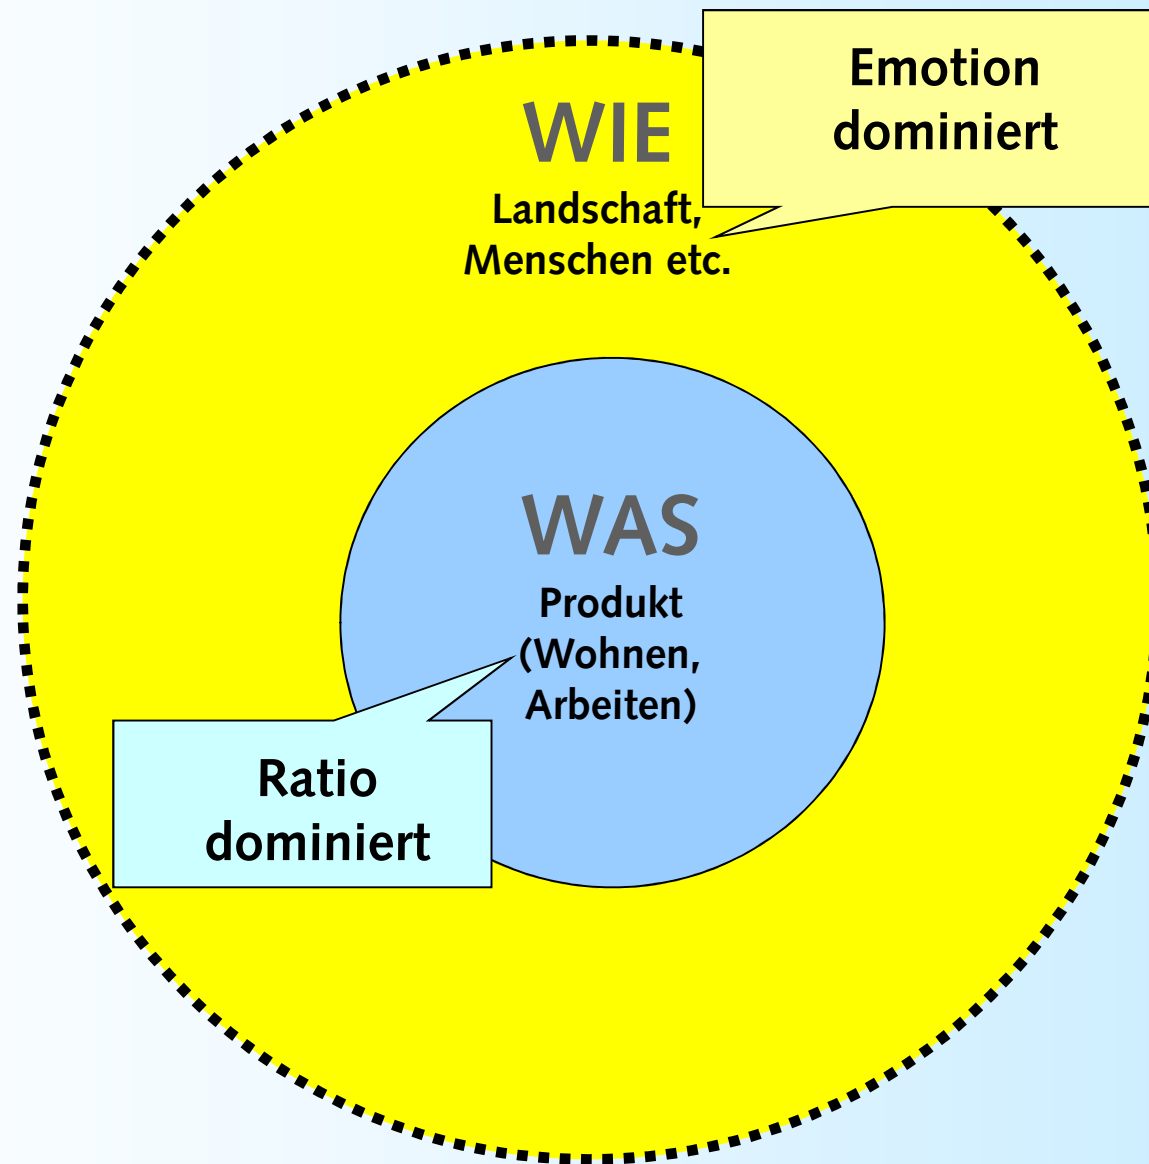 Emotion
dominiert
WIE
Landschaft,
Menschen etc.
WAS
Produkt
(Wohnen,
Arbeiten)
Ratio
dominiert